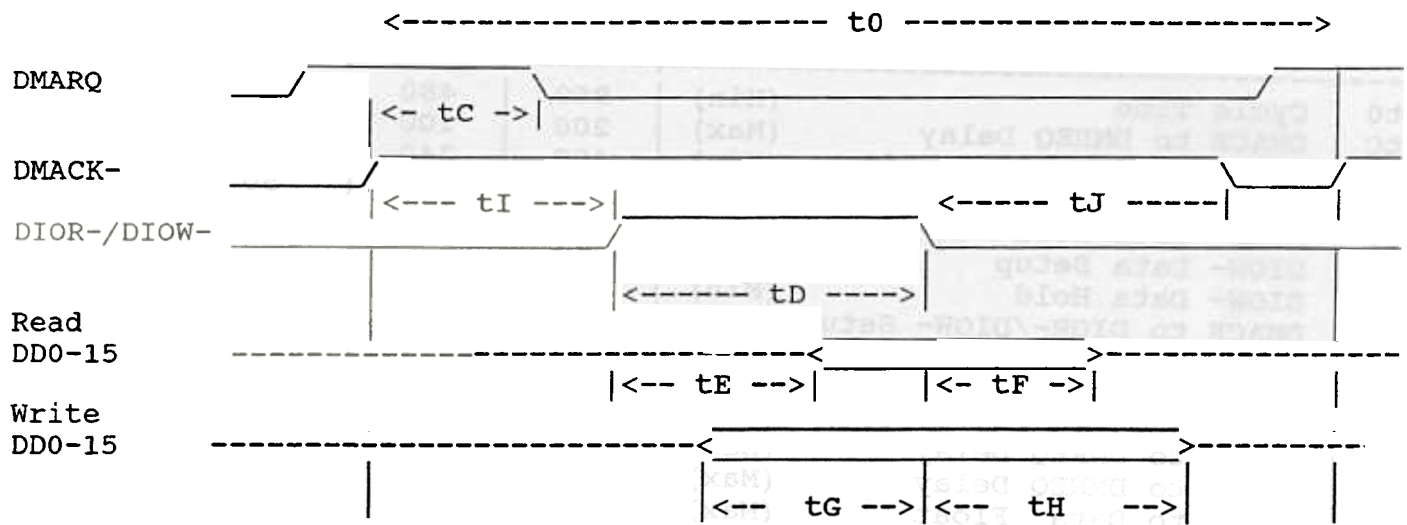 <----------------------- t0 ----------------------->
DMARQ
|<- tC ->|
DMACK-
|<--- tI --->| <----- tJ ----->|
DIOR-/DIOW-
|<------ tD ---->|
Read
DD0-15
|<-- tE -->| |<- tF ->|
Write
DD0-15
|<-- tG -->|<-- tH -->|